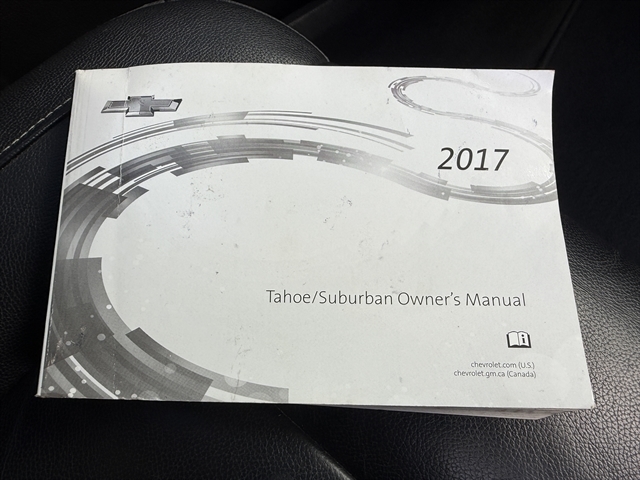 2017
Tahoe/Suburban Owner's Manual
chevrolet.com (U.S.)
chevrolet.gm.ca (Canada)